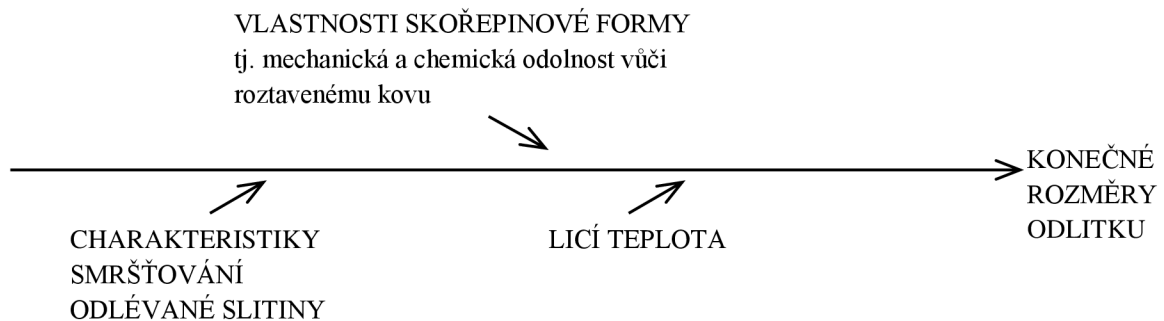 VLASTNOSTI SKOŘEPINOVÉ FORMY
tj. mechanická a chemická odolnost vůči
roztavenému kovu
KONEČNÉ
ROZMĚRY
ODLITKU
CHARAKTERISTIKY
SMRŠŤOVÁNÍ
ODLÉVANÉ SLITINY
LICÍ TEPLOTA